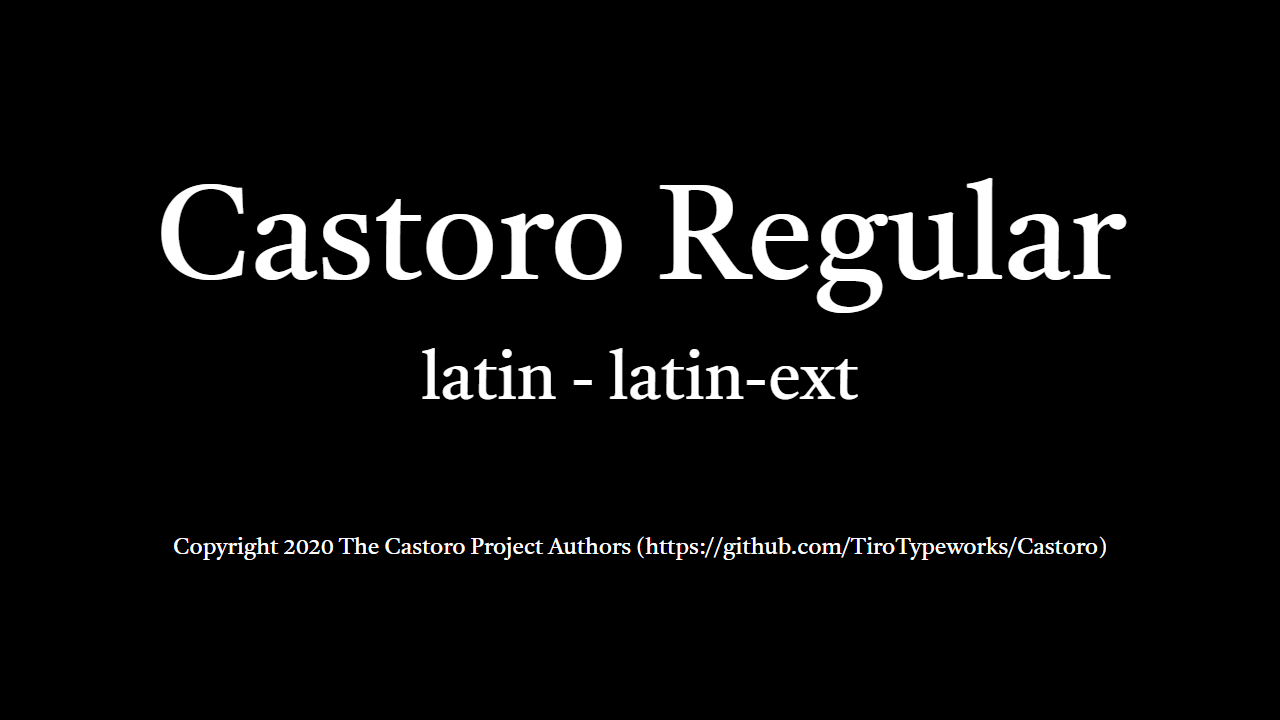 Castoro Regular
latin - latin-ext
Copyright 2020 The Castoro Project Authors (https://github.com/TiroTypeworks/Castoro)